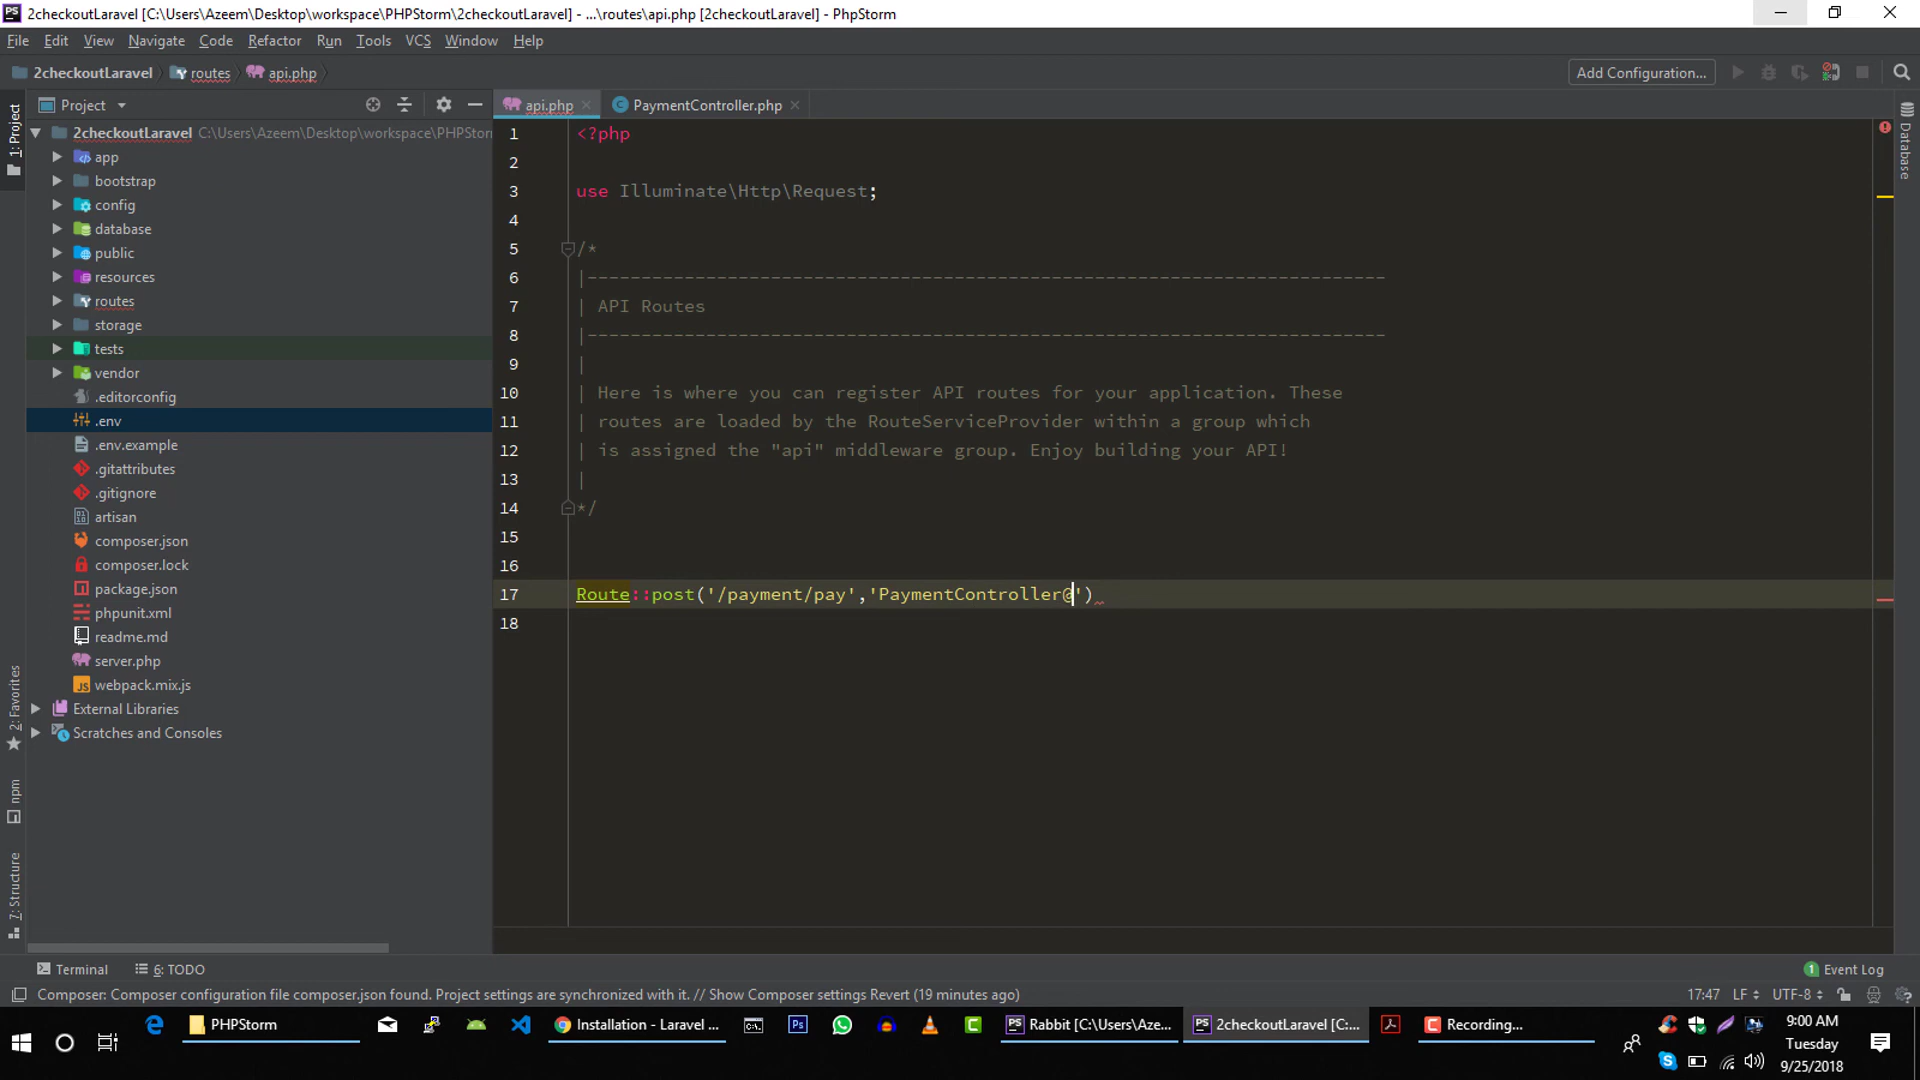 2checkoutLaravel [C:\Users\Azeem\Desktop\workspace\PHPStorm\2checkoutLaravel] - ...\routes\api.php [2checkoutLaravel] - PhpStorm
File Edit View Navigate Code Refactor Run Tools VCS Window Help
2checkoutLaravel routes api.php Add Configuration...
Project
api.php PaymentController.php
1: Project
2: Favorites
npm
7: Structure
Database
2checkoutLaravel C:\Users\Azeem\Desktop\workspace\PHPStorm
app
bootstrap
config
database
public
resources
routes
storage
tests
vendor
.editorconfig
.env
.env.example
.gitattributes
.gitignore
artisan
composer.json
composer.lock
package.json
phpunit.xml
readme.md
server.php
webpack.mix.js
External Libraries
Scratches and Consoles
1 <?php
2
3 use Illuminate\Http\Request;
4
5 /*
6 |--------------------------------------------------------------------------
7 | API Routes
8 |--------------------------------------------------------------------------
9 |
10 | Here is where you can register API routes for your application. These
11 | routes are loaded by the RouteServiceProvider within a group which
12 | is assigned the "api" middleware group. Enjoy building your API!
13 |
14 */
15
16
17 Route::post('/payment/pay','PaymentController@')
18
Terminal 6: TODO 1 Event Log
Composer: Composer configuration file composer.json found. Project settings are synchronized with it. // Show Composer settings Revert (19 minutes ago) 17:47 LF UTF-8
PHPStorm Installation - Laravel ... Rabbit [C:\Users\Azee... 2checkoutLaravel [C:... Recording...
9:00 AM
Tuesday
9/25/2018